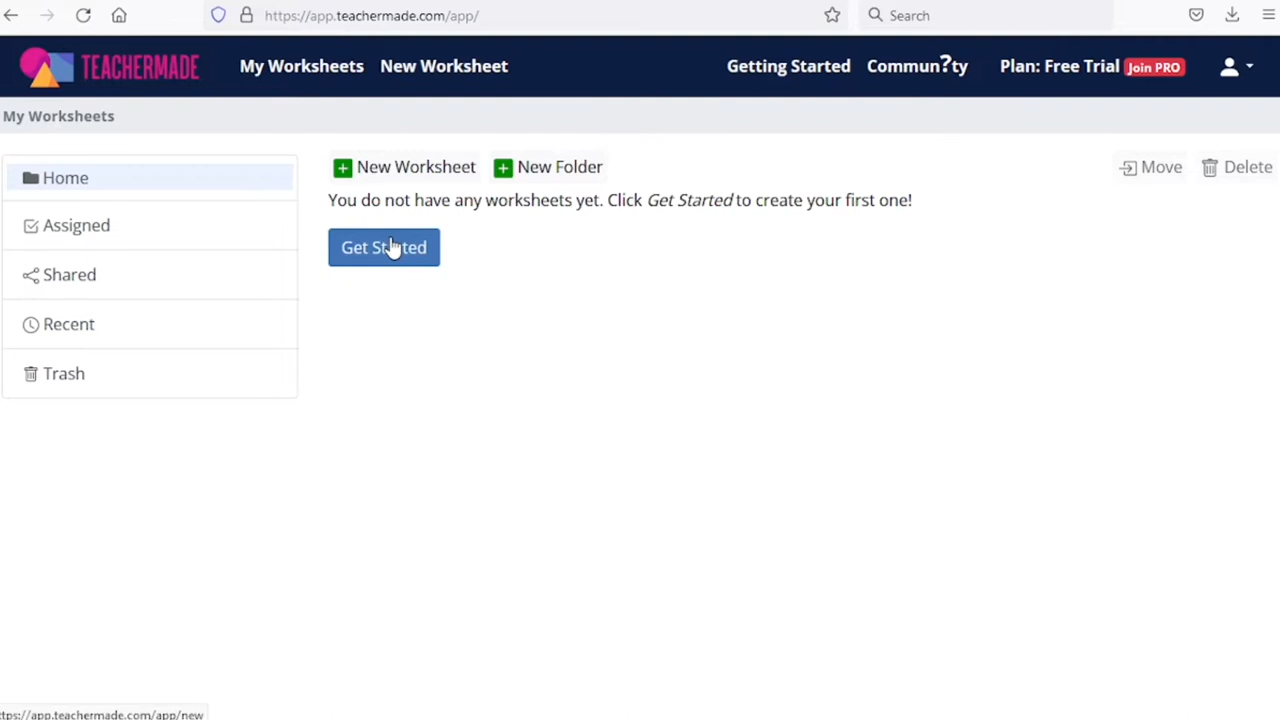 https://app.teachermade.com/app/
Search
TEACHERMADE
My Worksheets
New Worksheet
Getting Started
Commun?ty
Plan: Free Trial
Join PRO
My Worksheets
Home
Assigned
Shared
Recent
Trash
New Worksheet
New Folder
Move
Delete
You do not have any worksheets yet. Click Get Started to create your first one!
Get Started
ttps://app.teachermade.com/app/new